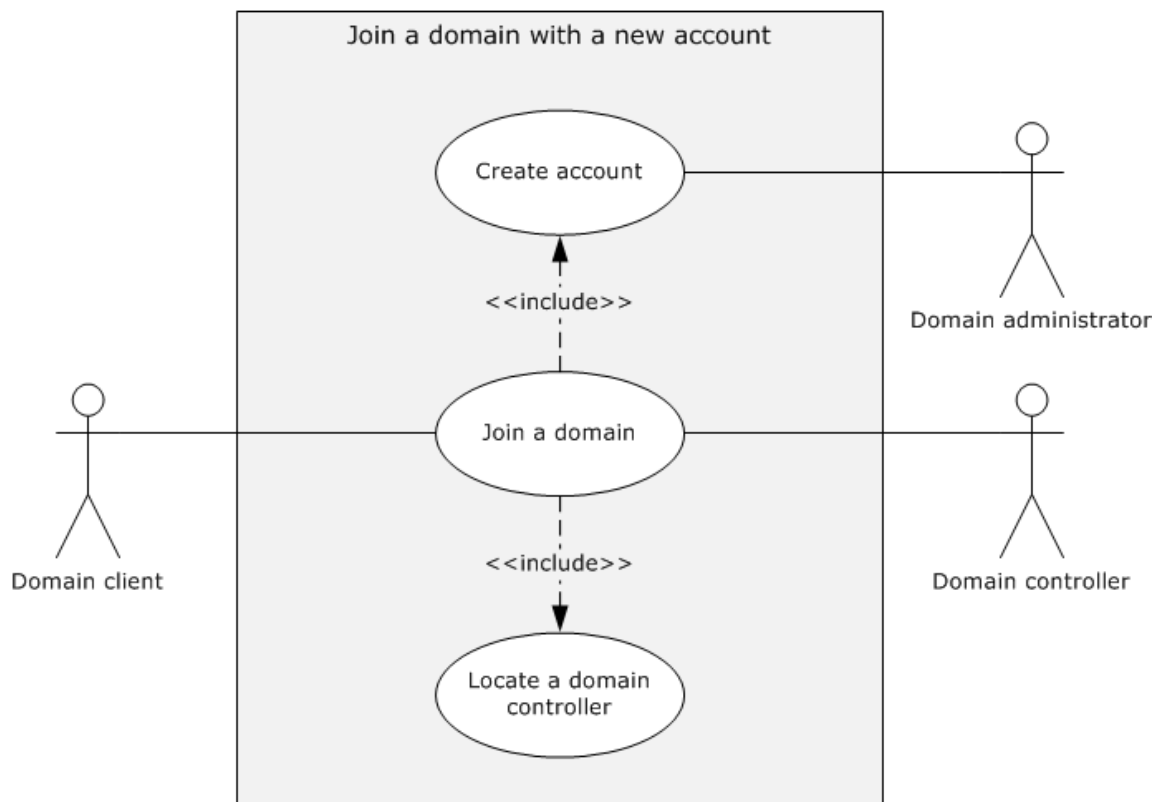 Join a domain with a new account
Create account
<<include>>
Domain administrator
Join a domain
Domain client
<<include>>
Domain controller
Locate a domain
controller